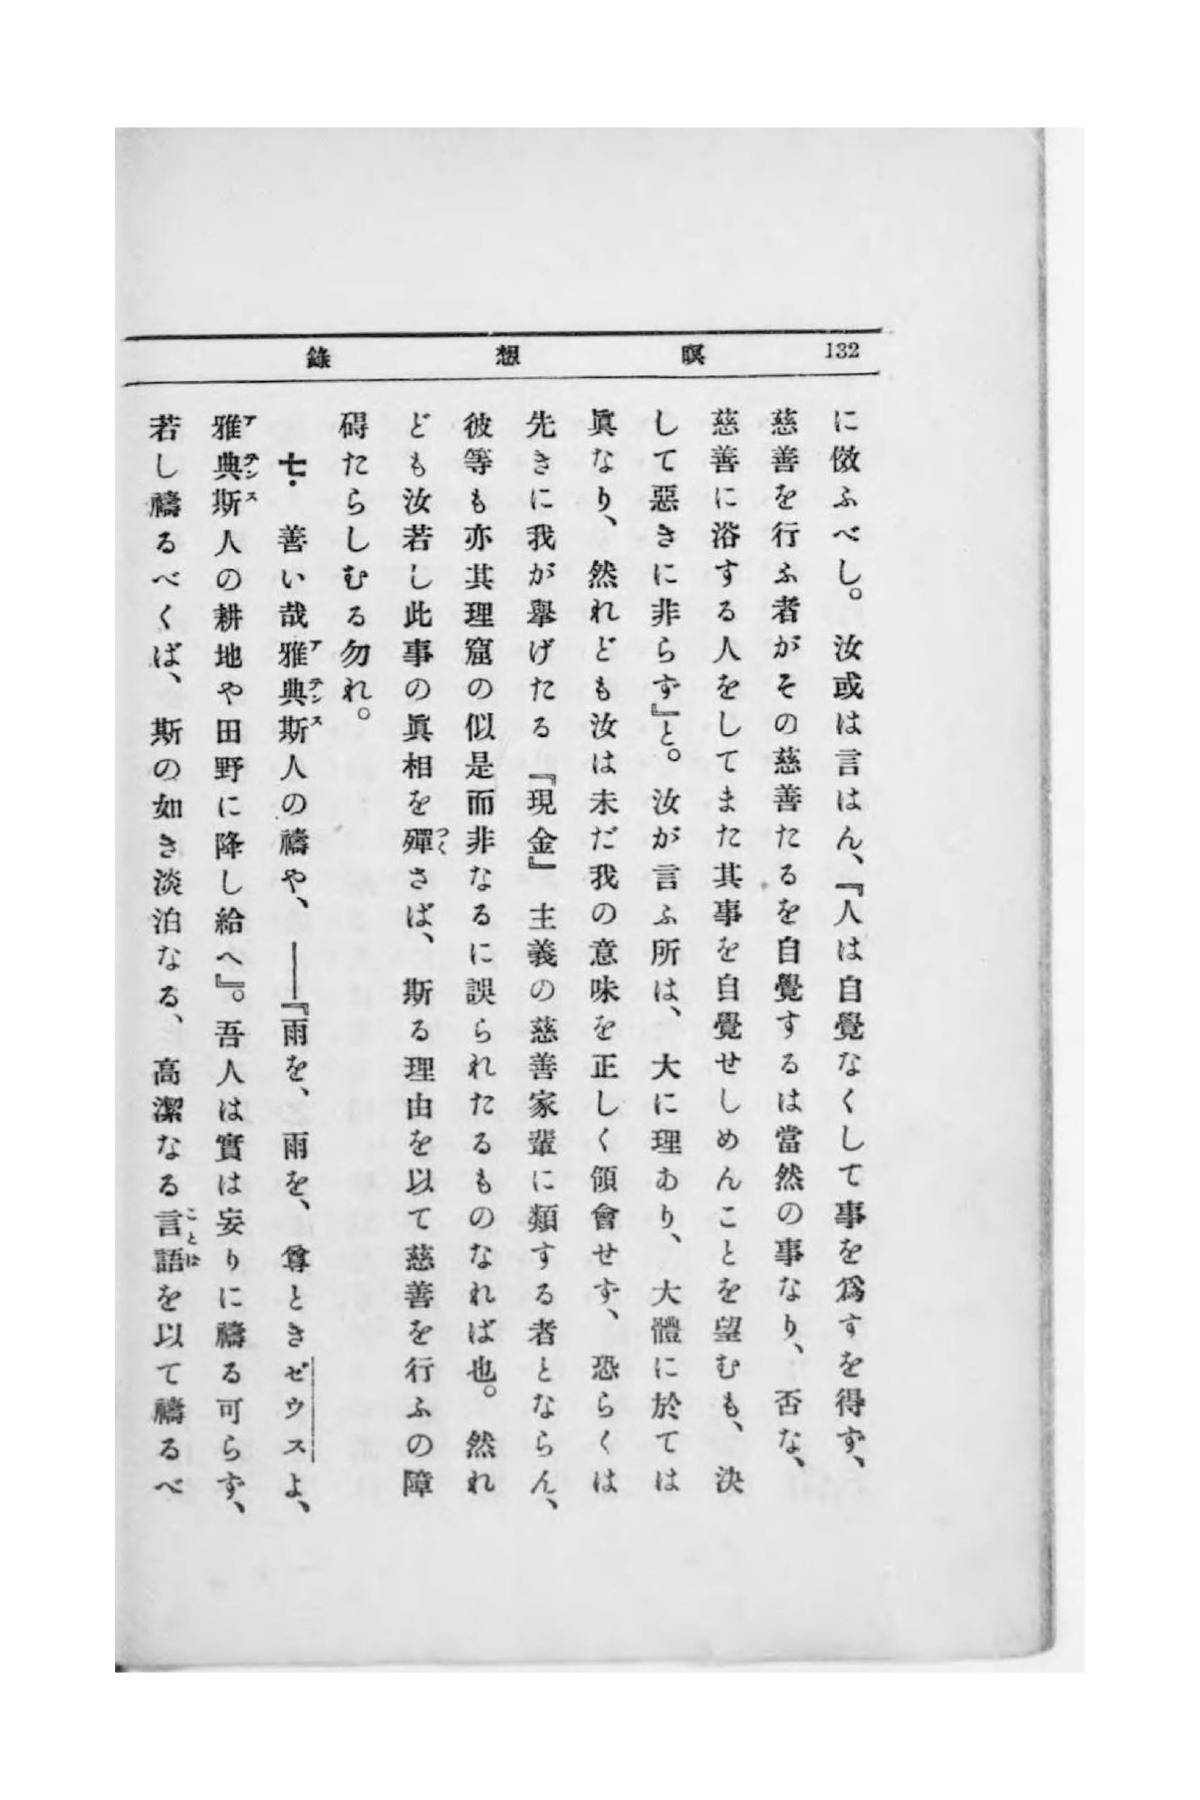 132 瞑想錄
に倣ふべし。汝或は言はん、『人は自覺なくして事を爲すを得ず、
慈善を行ふ者がその慈善たるを自覺するは當然の事なり、否な、
慈善に浴する人をしてまた其事を自覺せしめんことを望むも、決
して惡きに非らず』と。汝が言ふ所は、大に理あり、大體に於ては
眞なり、然れども汝は未だ我の意味を正しく領會せず、恐らくは
先きに我が擧げたる『現金』主義の慈善家輩に類する者とならん、
彼等も亦其理窟の似是而非なるに誤られたるものなれば也。然れ
ども汝若し此事の眞相を殫さば、斯る理由を以て慈善を行ふの障
碍たらしむる勿れ。
七・善い哉雅典斯人の禱や、——『雨を、雨を、尊ときゼウスよ、
雅典斯人の耕地や田野に降し給へ』。吾人は實は妄りに禱る可らず、
若し禱るべくば、斯の如き淡泊なる、高潔なる言語を以て禱るべ